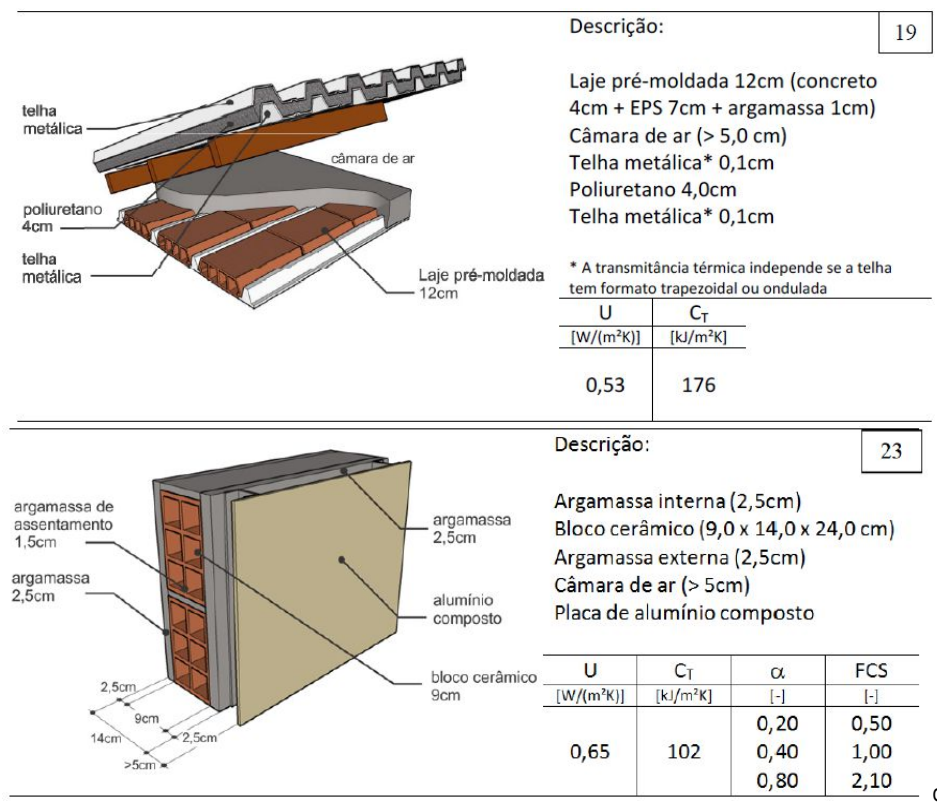 Descrição:
19
telha
metálica
câmara de ar
poliuretano
4cm
telha
metálica
Laje pré-moldada
12cm
Laje pré-moldada 12cm (concreto
4cm + EPS 7cm + argamassa 1cm)
Câmara de ar (> 5,0 cm)
Telha metálica* 0,1cm
Poliuretano 4,0cm
Telha metálica* 0,1cm
* A transmitância térmica independe se a telha
tem formato trapezoidal ou ondulada
U C_T
[W/(m²K)] [kJ/m²K]
0,53 176
Descrição:
23
argamassa de
assentamento
1,5cm
argamassa
2,5cm
argamassa
2,5cm
alumínio
composto
bloco cerâmico
9cm
2,5cm
9cm
14cm
2,5cm
>5cm
Argamassa interna (2,5cm)
Bloco cerâmico (9,0 x 14,0 x 24,0 cm)
Argamassa externa (2,5cm)
Câmara de ar (> 5cm)
Placa de alumínio composto
U C_T α FCS
[W/(m²K)] [kJ/m²K] [-] [-]
0,20 0,50
0,65 102 0,40 1,00
0,80 2,10